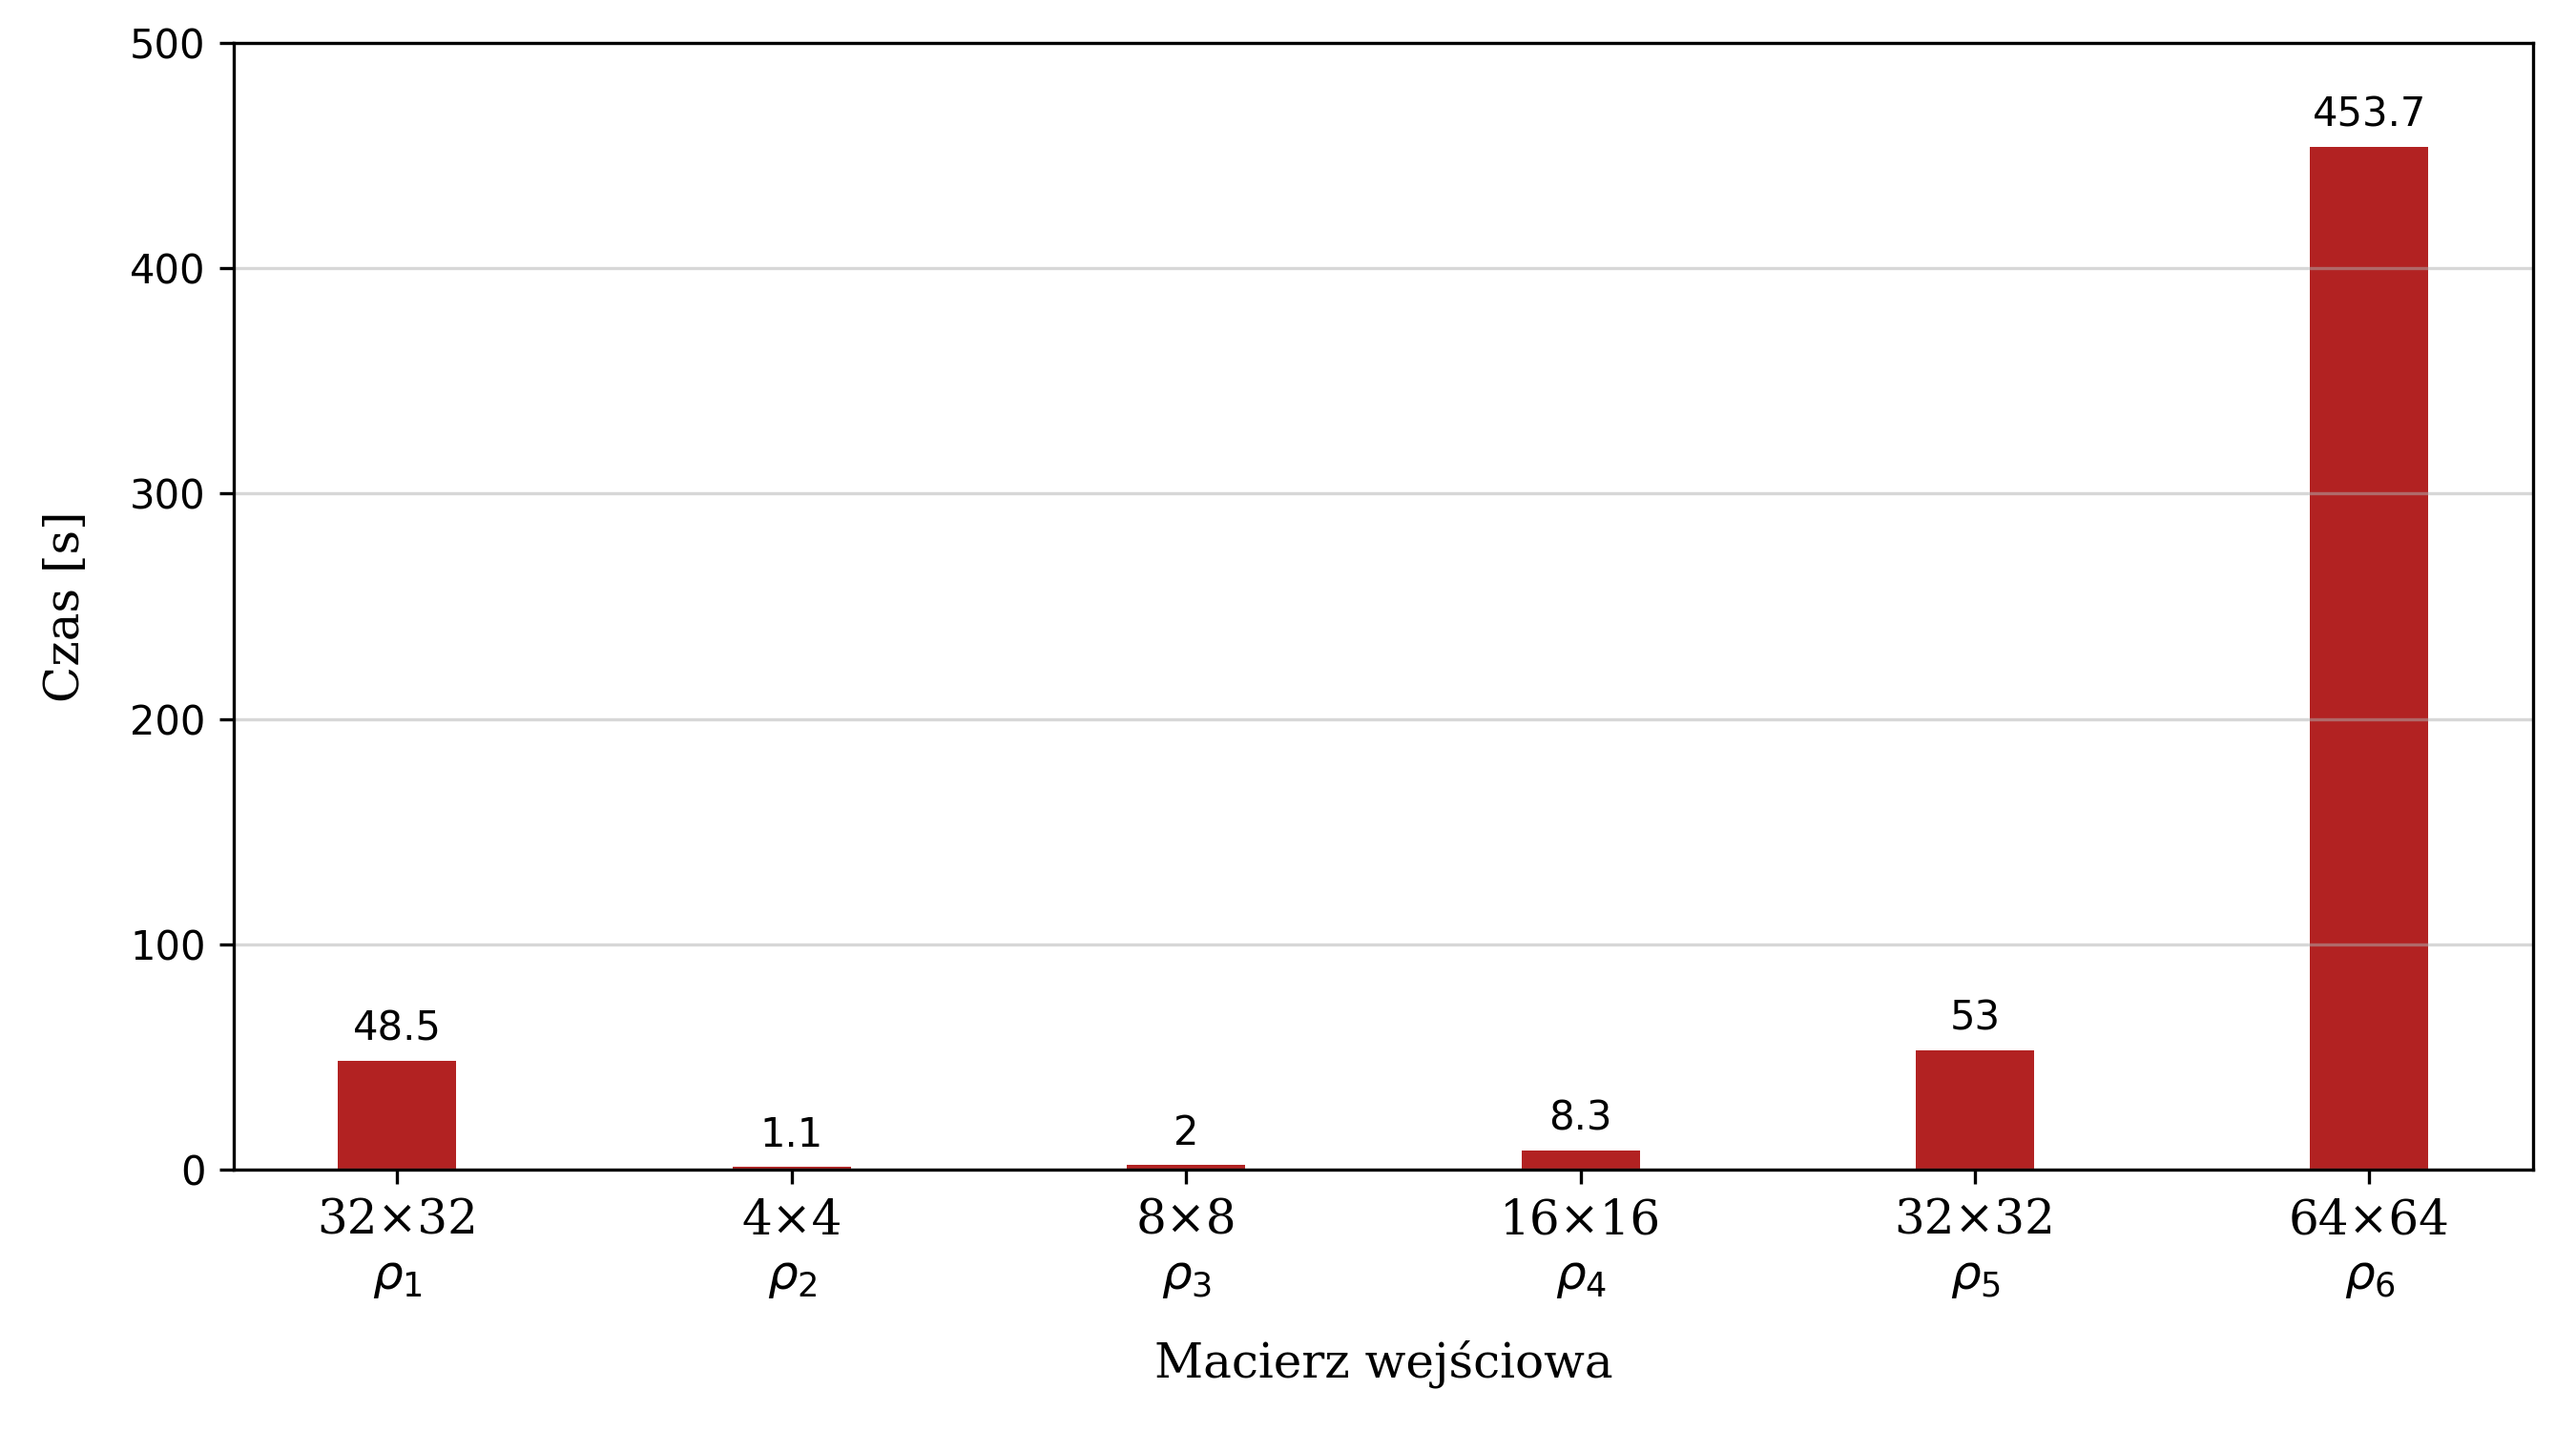 500
400
300
200
100
0
Czas [s]
48.5
1.1
2
8.3
53
453.7
32×32
4×4
8×8
16×16
32×32
64×64
ρ₁
ρ₂
ρ₃
ρ₄
ρ₅
ρ₆
Macierz wejściowa